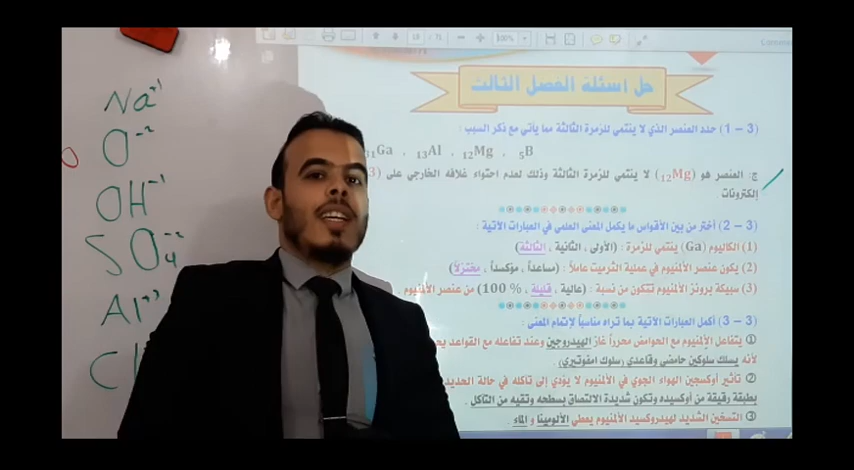 Na+1
O-2
OH-1
SO4-2
Al+3
Cl
حل اسئلة الفصل الثالث
(1 – 3) حدد العنصر الذي لا ينتمي للزمرة الثالثة مما يأتي مع ذكر السبب :
31Ga , 13Al , 12Mg , 5B
ج: العنصر هو (12Mg) لا ينتمي للزمرة الثالثة وذلك لعدم احتواء غلافه الخارجي على (3
إلكترونات
(2 – 3) أختر من بين الأقواس ما يكمل المعنى العلمي في العبارات الآتية :
(1) الكاليوم (Ga) ينتمي للزمرة : (الأولى ، الثانية ، الثالثة)
(2) يكون عنصر الألمنيوم في عملية الثرميت عاملاً : (مساعداً ، مؤكسداً ، مختزلاً)
(3) سبيكة برونز الألمنيوم تتكون من نسبة : (عالية ، قليلة ، % 100) من عنصر الألمنيوم .
(3 – 3) أكمل العبارات الآتية بما تراه مناسباً لإتمام المعنى :
① يتفاعل الألمنيوم مع الحوامض محرراً غاز الهيدروجين وعند تفاعله مع القواعد
لأنه يسلك سلوكين حامضي وقاعدي (سلوك امفوتيري) .
② تأثير أوكسجين الهواء الجوي في الألمنيوم لا يؤدي إلى تآكله في حالة الحديد
بطبقة رقيقة من أوكسيده وتكون شديدة الالتصاق بسطحه وتقيه من التآكل .
③ التسخين الشديد لهيدروكسيد الألمنيوم يعطي الألومينا و الماء .